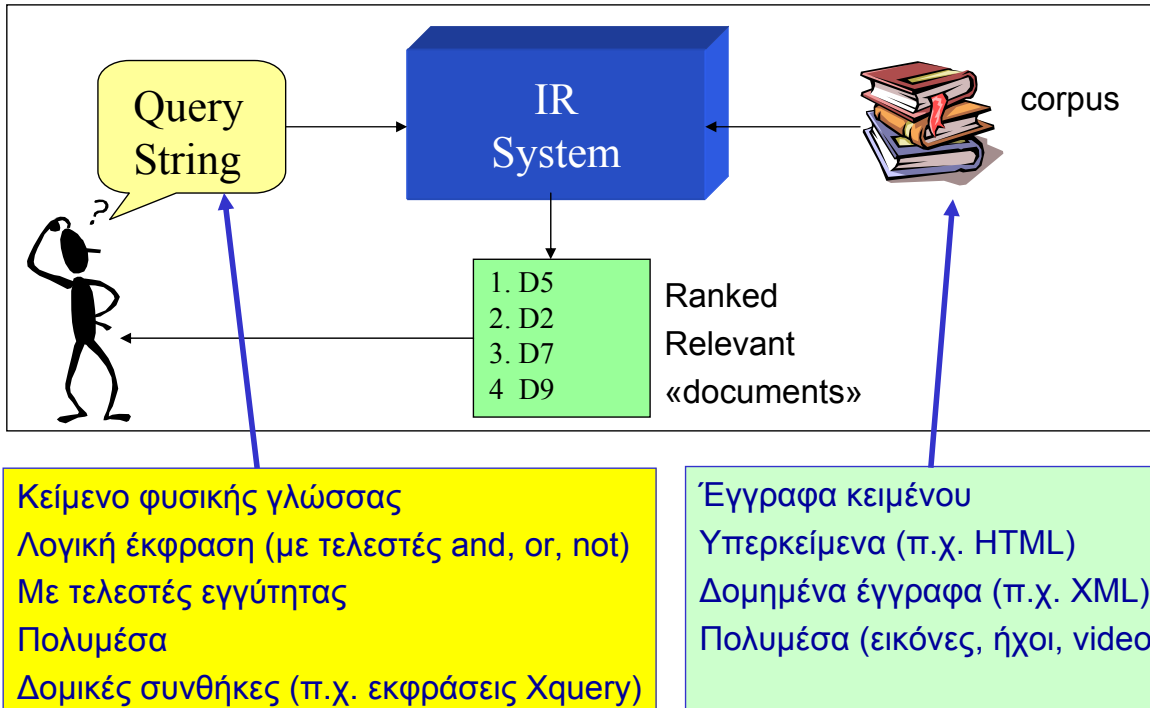 Query
String
?
IR
System
corpus
1. D5
2. D2
3. D7
4 D9
Ranked
Relevant
«documents»
Κείμενο φυσικής γλώσσας
Λογική έκφραση (με τελεστές and, or, not)
Με τελεστές εγγύτητας
Πολυμέσα
Δομικές συνθήκες (π.χ. εκφράσεις Xquery)
Έγγραφα κειμένου
Υπερκείμενα (π.χ. HTML)
Δομημένα έγγραφα (π.χ. XML)
Πολυμέσα (εικόνες, ήχοι, video